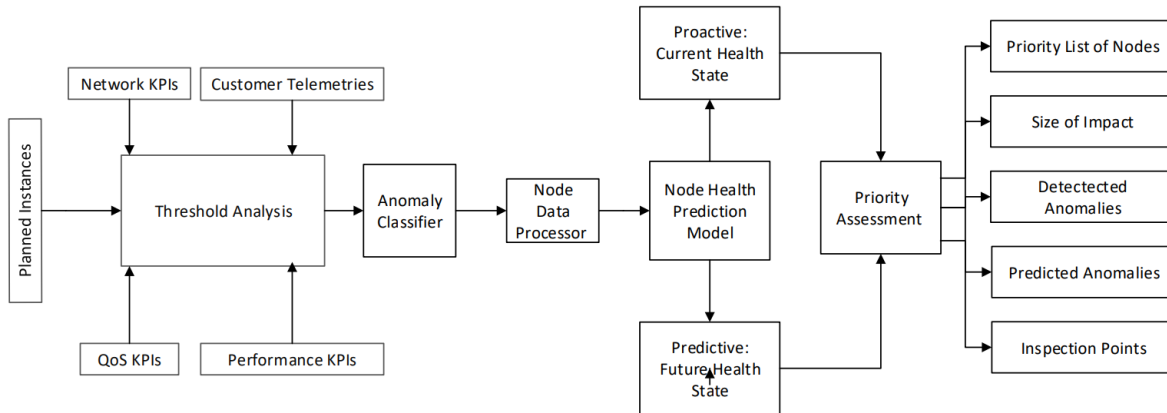 Planned Instances
Network KPIs
Customer Telemetries
Threshold Analysis
QoS KPIs
Performance KPIs
Anomaly
Classifier
Node
Data
Processor
Proactive:
Current Health
State
Node Health
Prediction
Model
Predictive:
Future Health
State
Priority
Assessment
Priority List of Nodes
Size of Impact
Detectected
Anomalies
Predicted Anomalies
Inspection Points